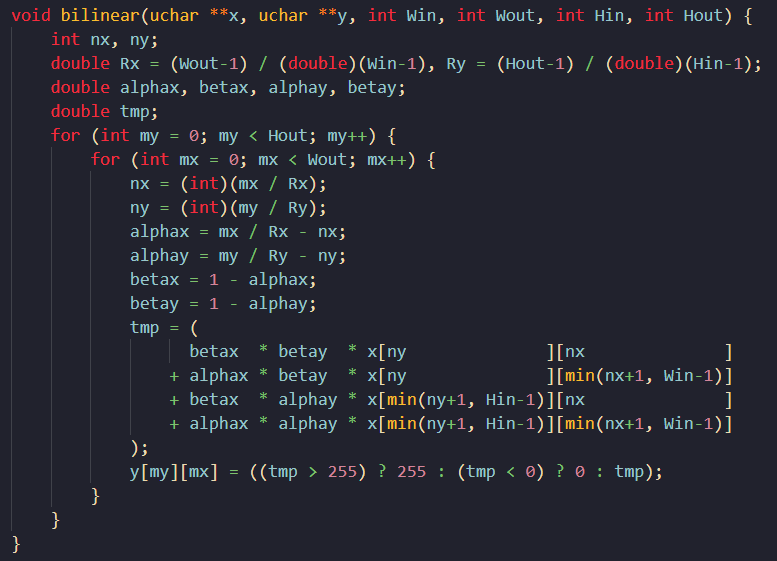 void bilinear(uchar **x, uchar **y, int Win, int Wout, int Hin, int Hout) {
    int nx, ny;
    double Rx = (Wout-1) / (double)(Win-1), Ry = (Hout-1) / (double)(Hin-1);
    double alphax, betax, alphay, betay;
    double tmp;
    for (int my = 0; my < Hout; my++) {
        for (int mx = 0; mx < Wout; mx++) {
            nx = (int)(mx / Rx);
            ny = (int)(my / Ry);
            alphax = mx / Rx - nx;
            alphay = my / Ry - ny;
            betax = 1 - alphax;
            betay = 1 - alphay;
            tmp = (
                  betax  * betay  * x[ny              ][nx              ]
                + alphax * betay  * x[ny              ][min(nx+1, Win-1)]
                + betax  * alphay * x[min(ny+1, Hin-1)][nx              ]
                + alphax * alphay * x[min(ny+1, Hin-1)][min(nx+1, Win-1)]
            );
            y[my][mx] = ((tmp > 255) ? 255 : (tmp < 0) ? 0 : tmp);
        }
    }
}